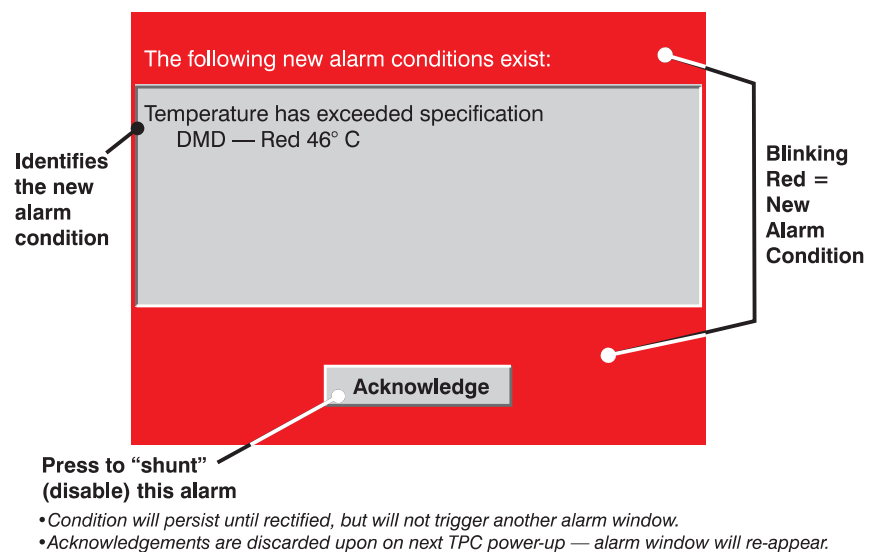 The following new alarm conditions exist:
Temperature has exceeded specification
DMD — Red 46° C
Identifies
the new
alarm
condition
Blinking
Red =
New
Alarm
Condition
Acknowledge
Press to “shunt”
(disable) this alarm
•Condition will persist until rectified, but will not trigger another alarm window.
•Acknowledgements are discarded upon on next TPC power-up — alarm window will re-appear.